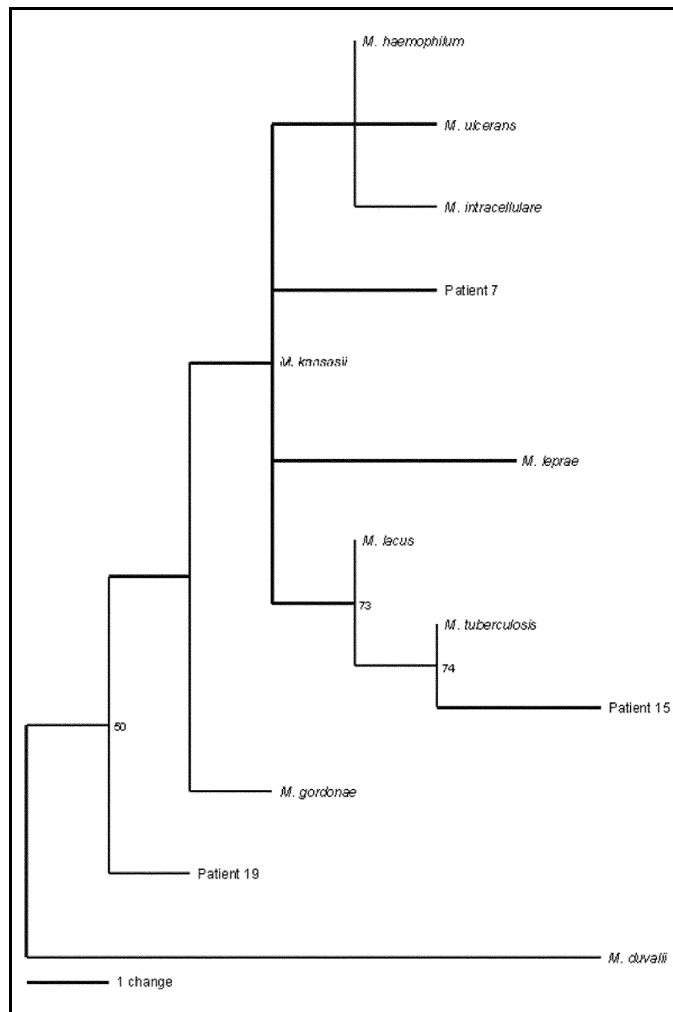 M. haemophilum
M. ulcerans
M. intracellulare
Patient 7
M. kansasii
M. leprae
M. lacus
73
M. tuberculosis
74
Patient 15
50
M. gordonae
Patient 19
M. duvalii
1 change